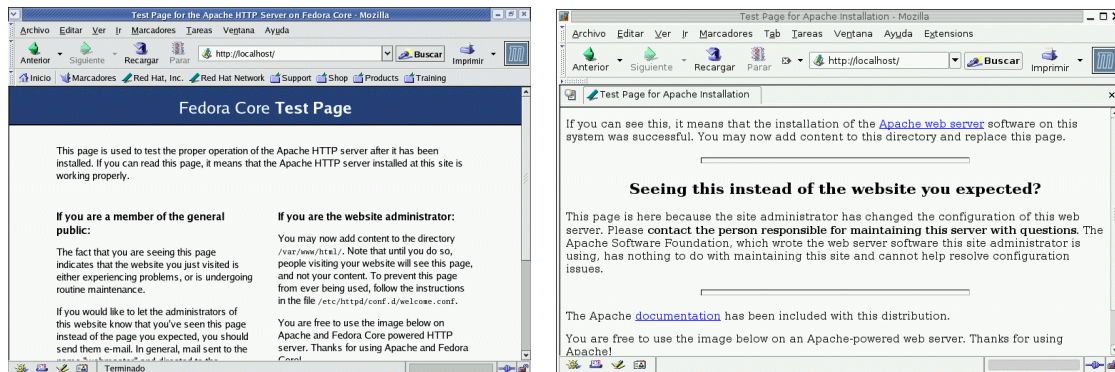 Test Page for the Apache HTTP Server on Fedora Core - Mozilla
Archivo Editar Ver Ir Marcadores Tareas Ventana Ayuda
Anterior Siguiente Recargar Parar http://localhost/ Buscar Imprimir
Inicio Marcadores Red Hat, Inc. Red Hat Network Support Shop Products Training
Fedora Core Test Page
This page is used to test the proper operation of the Apache HTTP server after it has been
installed. If you can read this page, it means that the Apache HTTP server installed at this site is
working properly.
If you are a member of the general
public:
The fact that you are seeing this page
indicates that the website you just visited is
either experiencing problems, or is undergoing
routine maintenance.
If you would like to let the administrators of
this website know that you've seen this page
instead of the page you expected, you should
send them e-mail. In general, mail sent to the
name "webmaster" and directed to the
If you are the website administrator:
You may now add content to the directory
/var/www/html/. Note that until you do so,
people visiting your website will see this page,
and not your content. To prevent this page
from ever being used, follow the instructions
in the file /etc/httpd/conf.d/welcome.conf.
You are free to use the image below on
Apache and Fedora Core powered HTTP
server. Thanks for using Apache and Fedora
Core!
Terminado
Test Page for Apache Installation - Mozilla
Archivo Editar Ver Ir Marcadores Tab Tareas Ventana Ayuda Extensions
Anterior Siguiente Recargar Parar http://localhost/ Buscar Imprimir
Test Page for Apache Installation
If you can see this, it means that the installation of the Apache web server software on this
system was successful. You may now add content to this directory and replace this page.
Seeing this instead of the website you expected?
This page is here because the site administrator has changed the configuration of this web
server. Please contact the person responsible for maintaining this server with questions. The
Apache Software Foundation, which wrote the web server software this site administrator is
using, has nothing to do with maintaining this site and cannot help resolve configuration
issues.
The Apache documentation has been included with this distribution.
You are free to use the image below on an Apache-powered web server. Thanks for using
Apache!